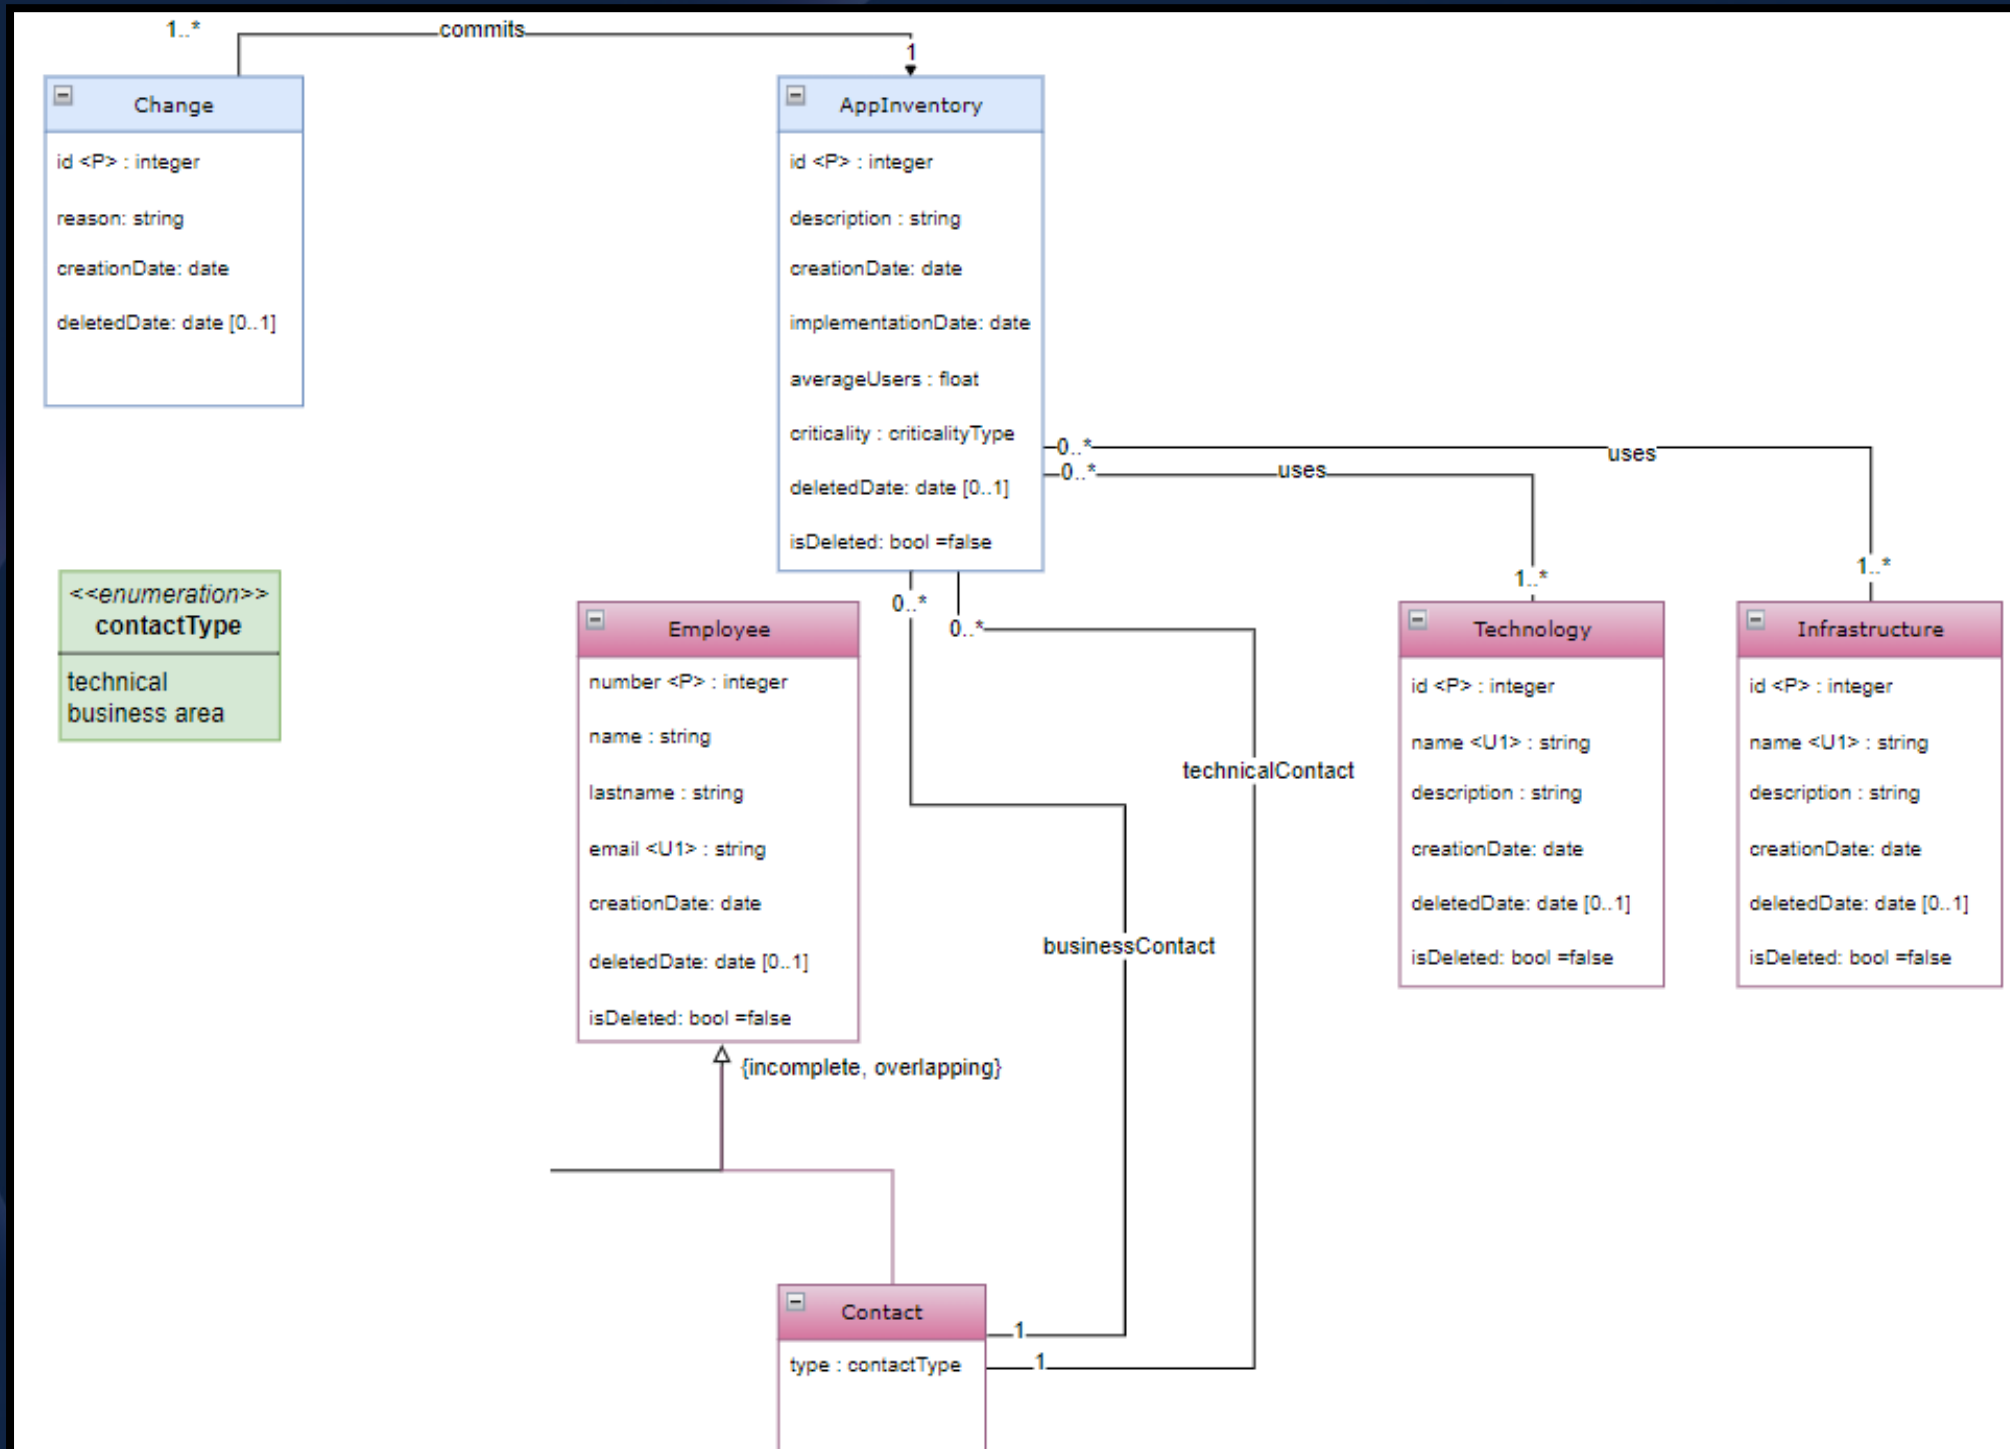 1..*
commits
1
Change
id <P> : integer
reason: string
creationDate: date
deletedDate: date [0..1]
AppInventory
id <P> : integer
description : string
creationDate: date
implementationDate: date
averageUsers : float
criticality : criticalityType
deletedDate: date [0..1]
isDeleted: bool =false
0..*
uses
0..*
uses
1..*
1..*
<<enumeration>>
contactType
technical
business area
0..*
0..*
Employee
number <P> : integer
name : string
lastname : string
email <U1> : string
creationDate: date
deletedDate: date [0..1]
isDeleted: bool =false
{incomplete, overlapping}
technicalContact
businessContact
Technology
id <P> : integer
name <U1> : string
description : string
creationDate: date
deletedDate: date [0..1]
isDeleted: bool =false
Infrastructure
id <P> : integer
name <U1> : string
description : string
creationDate: date
deletedDate: date [0..1]
isDeleted: bool =false
Contact
type : contactType
1
1